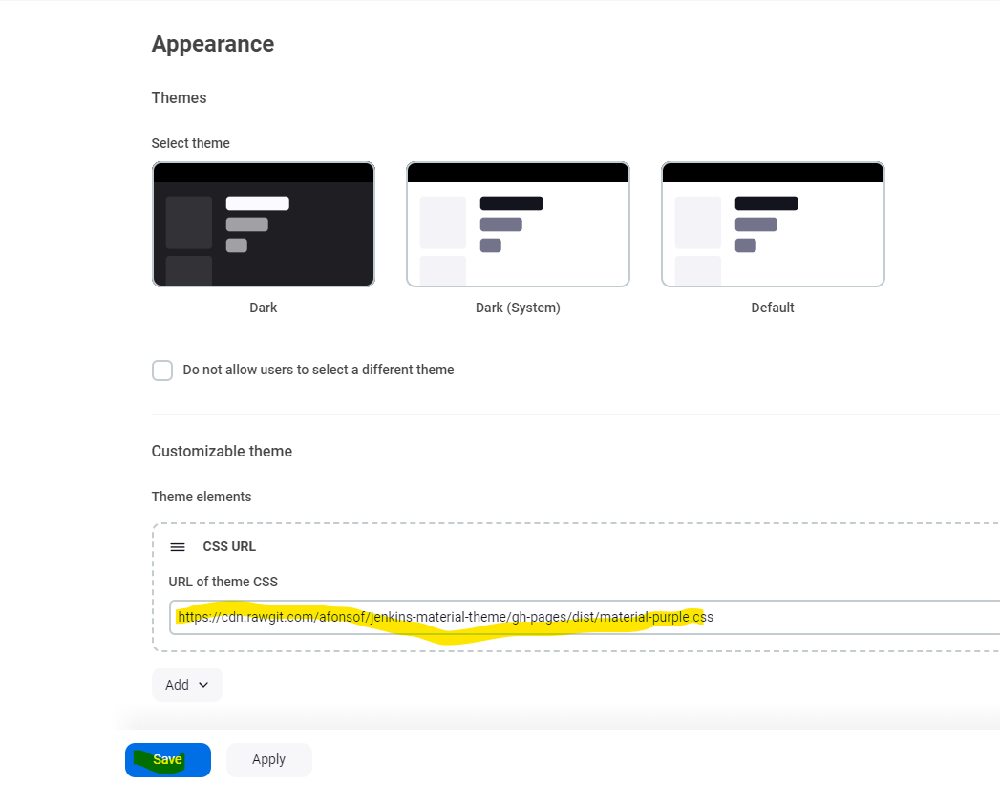 Appearance
Themes
Select theme
Dark
Dark (System)
Default
Do not allow users to select a different theme
Customizable theme
Theme elements
CSS URL
URL of theme CSS
https://cdn.rawgit.com/afonsof/jenkins-material-theme/gh-pages/dist/material-purple.css
Add
Save
Apply